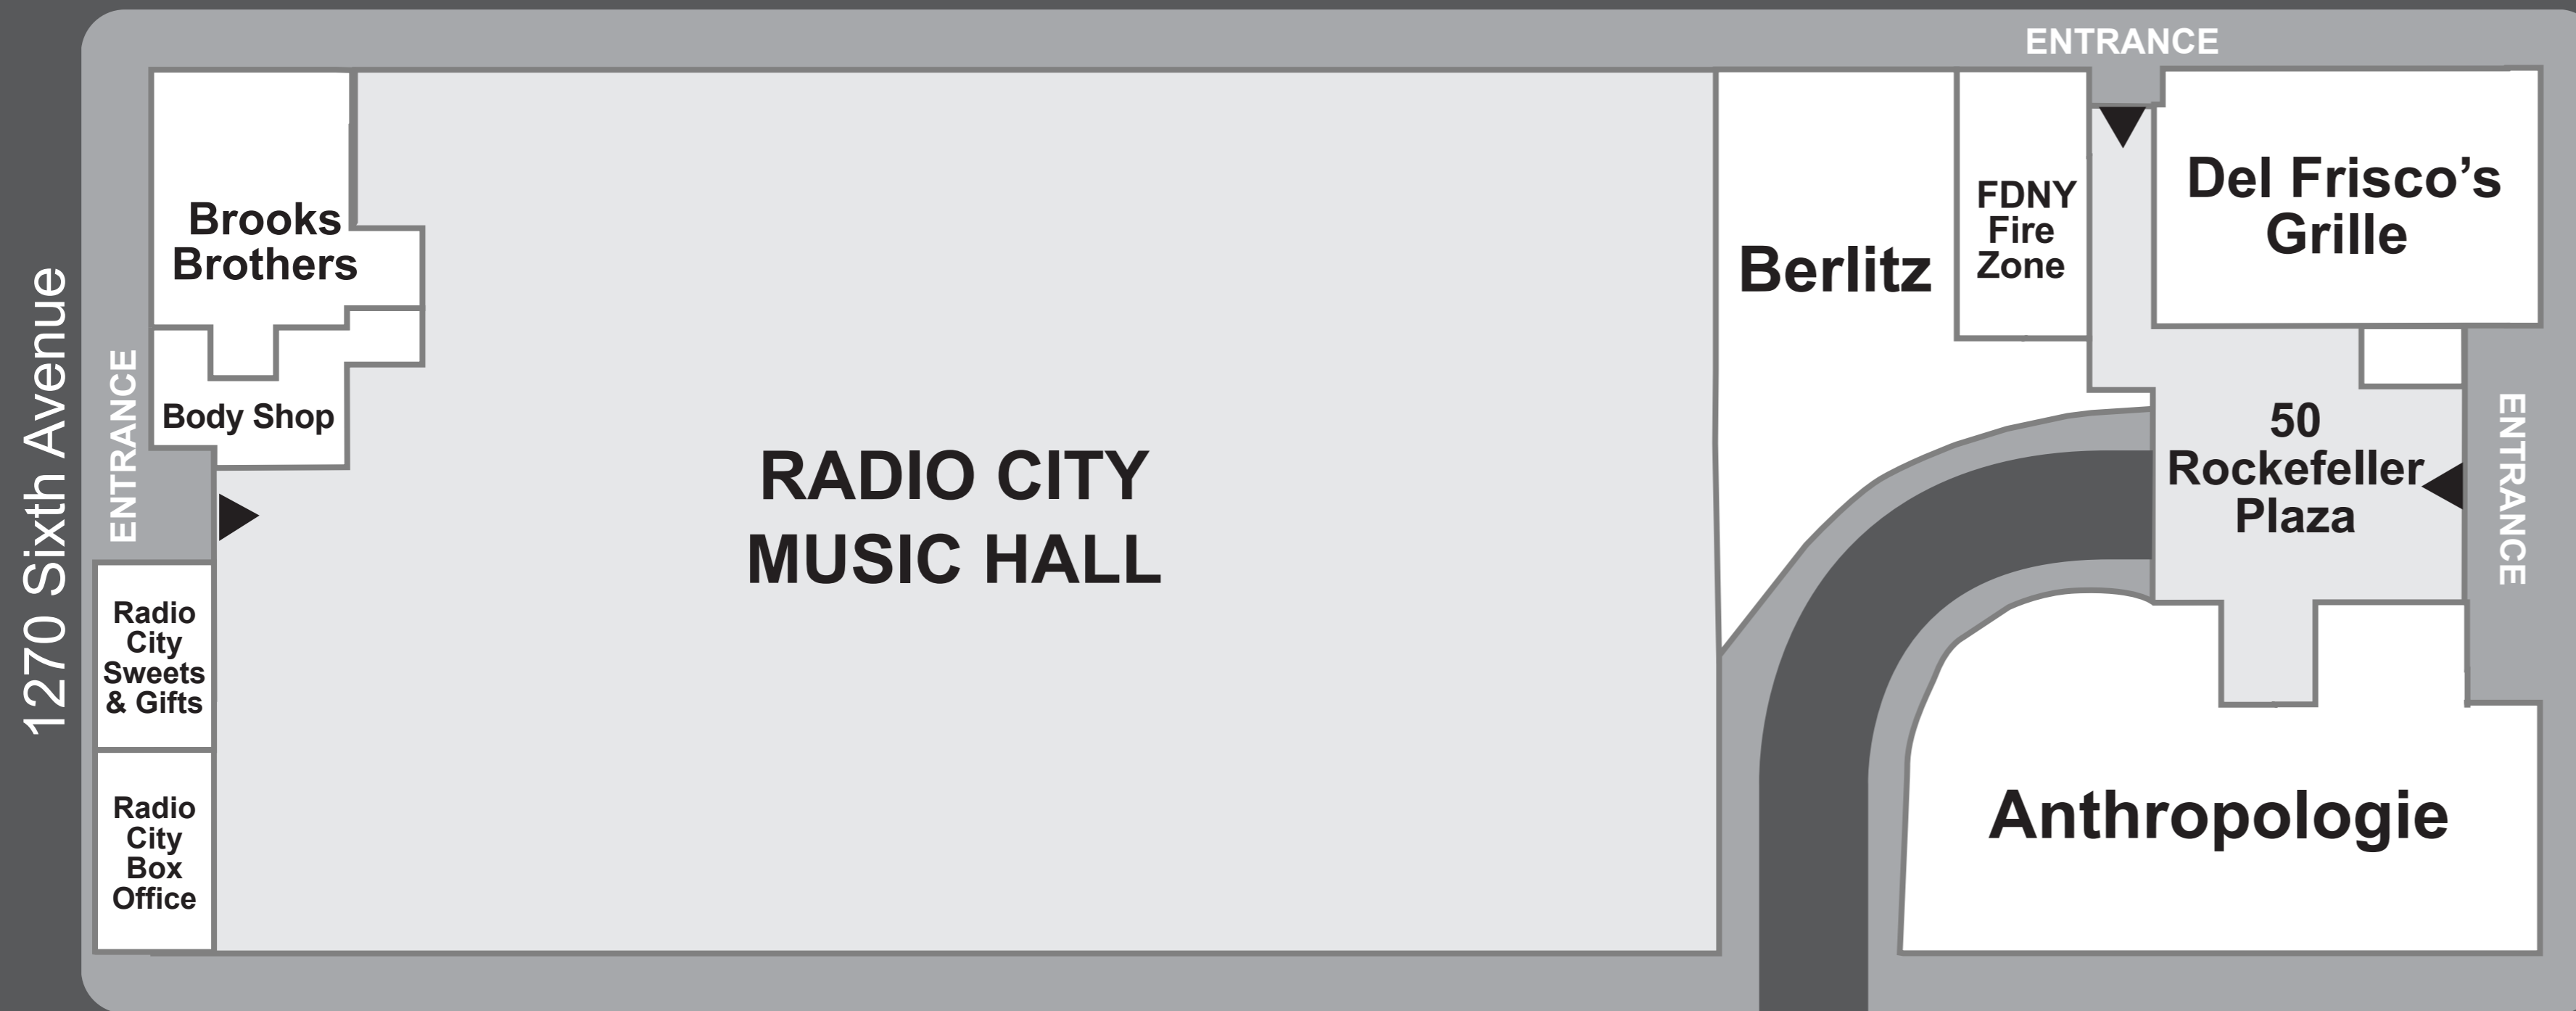 1270 Sixth Avenue
ENTRANCE
Brooks
Brothers
Body Shop
Radio
City
Sweets
& Gifts
Radio
City
Box
Office
RADIO CITY
MUSIC HALL
Berlitz
FDNY
Fire
Zone
ENTRANCE
Del Frisco’s
Grille
50
Rockefeller
Plaza
ENTRANCE
Anthropologie